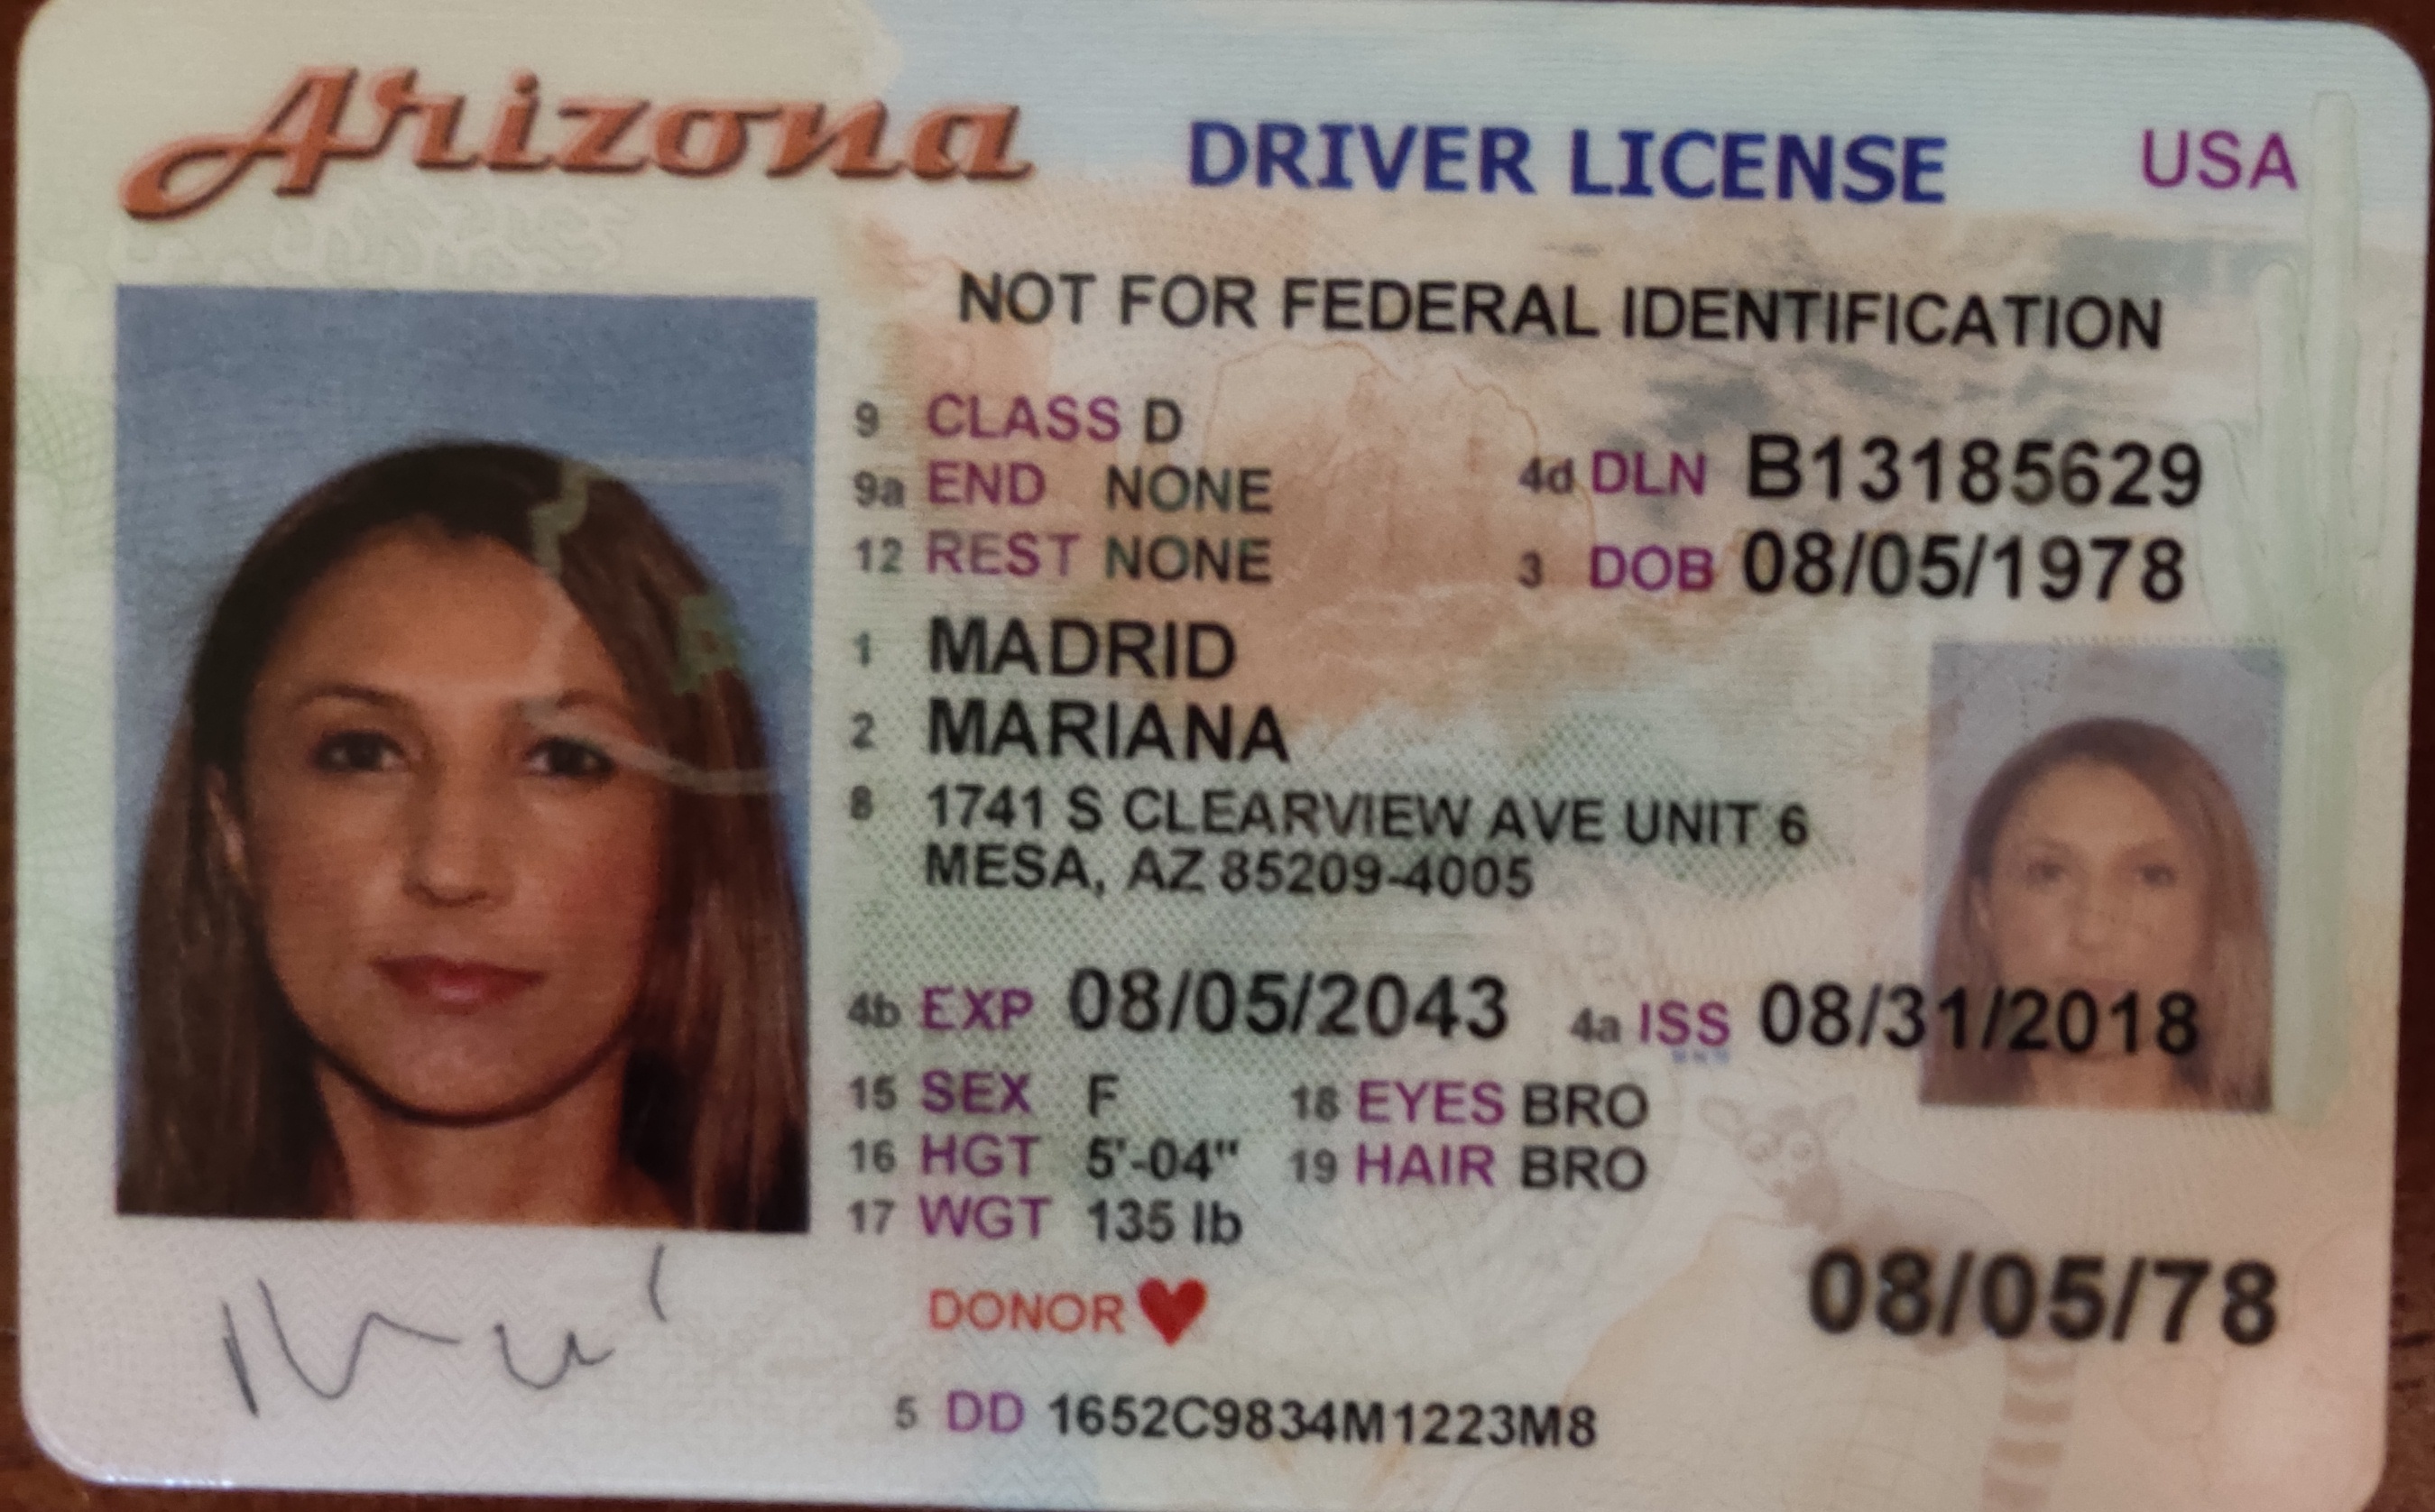 Arizona DRIVER LICENSE USA
NOT FOR FEDERAL IDENTIFICATION
9 CLASS D
9a END NONE 4d DLN B13185629
12 REST NONE 3 DOB 08/05/1978
1 MADRID
2 MARIANA
8 1741 S CLEARVIEW AVE UNIT 6
MESA, AZ 85209-4005
4b EXP 08/05/2043 4a ISS 08/31/2018
15 SEX F 18 EYES BRO
16 HGT 5'-04" 19 HAIR BRO
17 WGT 135 lb
DONOR
08/05/78
5 DD 1652C9834M1223M8